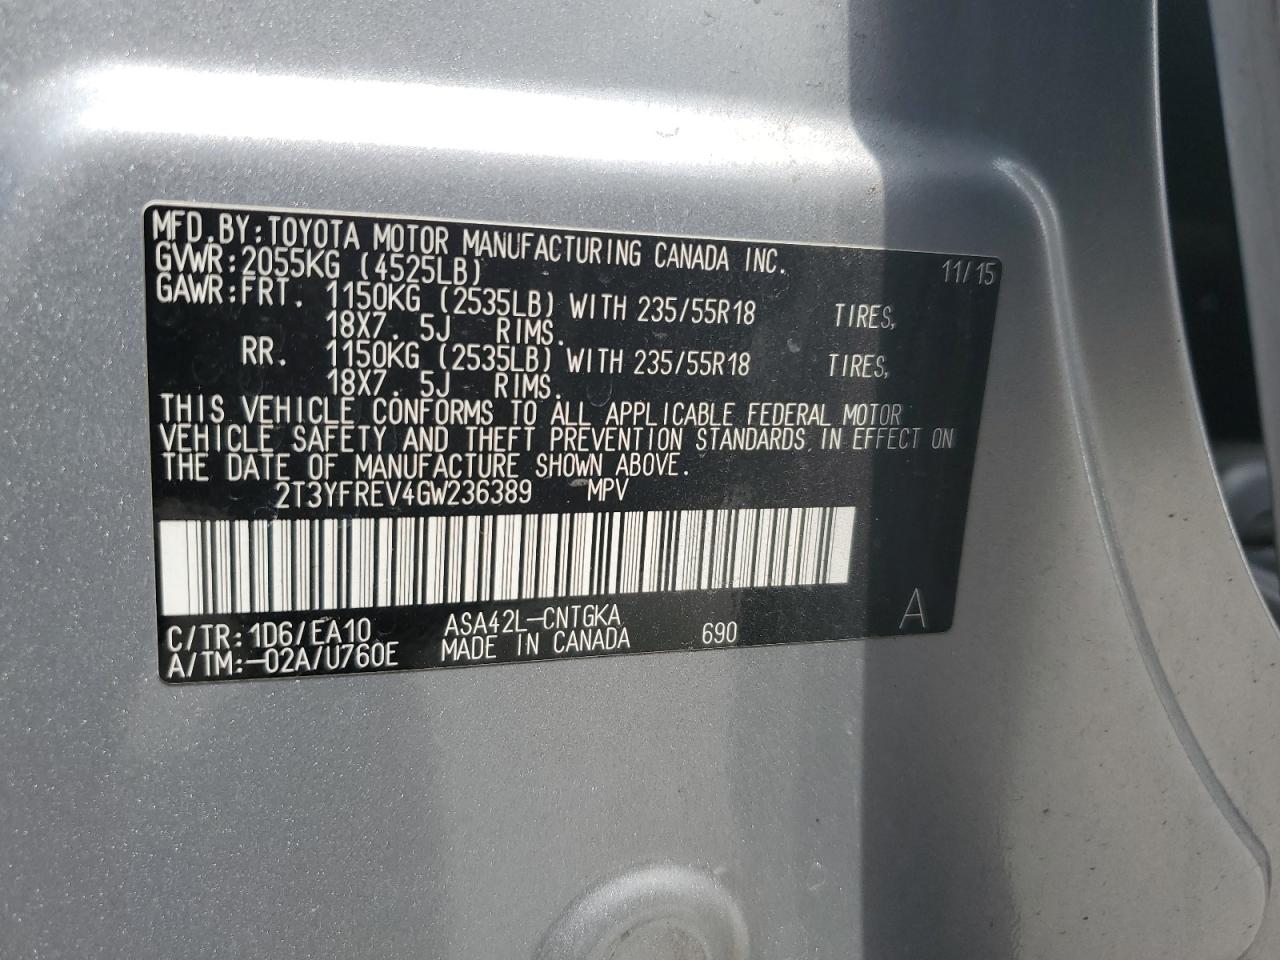 MFD.BY:TOYOTA MOTOR MANUFACTURING CANADA INC.
GVWR:2055KG (4525LB) 11/15
GAWR:FRT. 1150KG (2535LB) WITH 235/55R18 TIRES,
18X7.5J RIMS.
RR. 1150KG (2535LB) WITH 235/55R18 TIRES,
18X7.5J RIMS.
THIS VEHICLE CONFORMS TO ALL APPLICABLE FEDERAL MOTOR
VEHICLE SAFETY AND THEFT PREVENTION STANDARDS IN EFFECT ON
THE DATE OF MANUFACTURE SHOWN ABOVE.
2T3YFREV4GW236389 MPV
C/TR: 1D6/EA10 ASA42L-CNTGKA 690 A
A/TM:-02A/U760E MADE IN CANADA